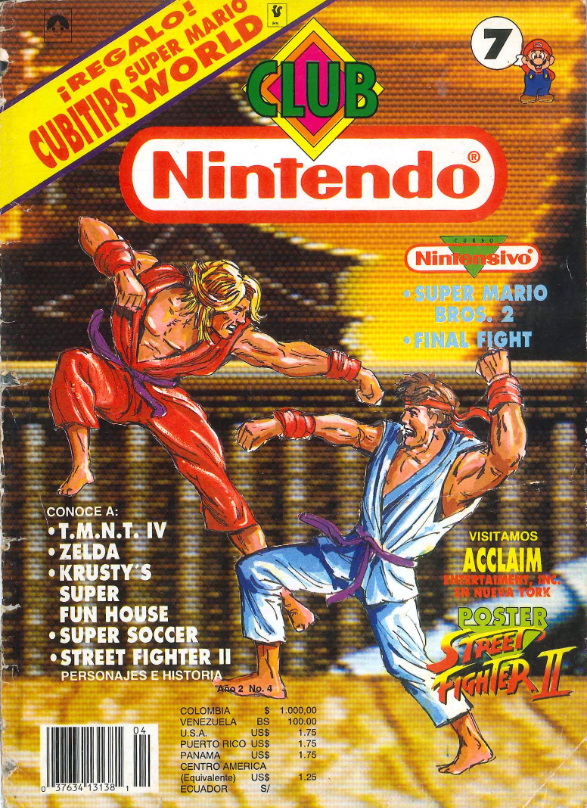 ¡REGALO!
CUBITIPS SUPER MARIO
WORLD
7
CLUB
Nintendo®
CURSO
Nintensivo®
• SUPER MARIO
BROS. 2
• FINAL FIGHT
CONOCE A:
• T.M.N.T. IV
• ZELDA
• KRUSTY'S
SUPER
FUN HOUSE
• SUPER SOCCER
• STREET FIGHTER II
PERSONAJES E HISTORIA
VISITAMOS
ACCLAIM
ENTERTAIMENT, INC.
EN NUEVA YORK
POSTER
STREET
FIGHTER II
Año 2 No. 4
COLOMBIA $ 1.000,00
VENEZUELA BS 100.00
U.S.A. US$ 1.75
PUERTO RICO US$ 1.75
PANAMA US$ 1.75
CENTRO AMERICA
(Equivalente) US$ 1.25
ECUADOR S/
04
0 37634 13138 1